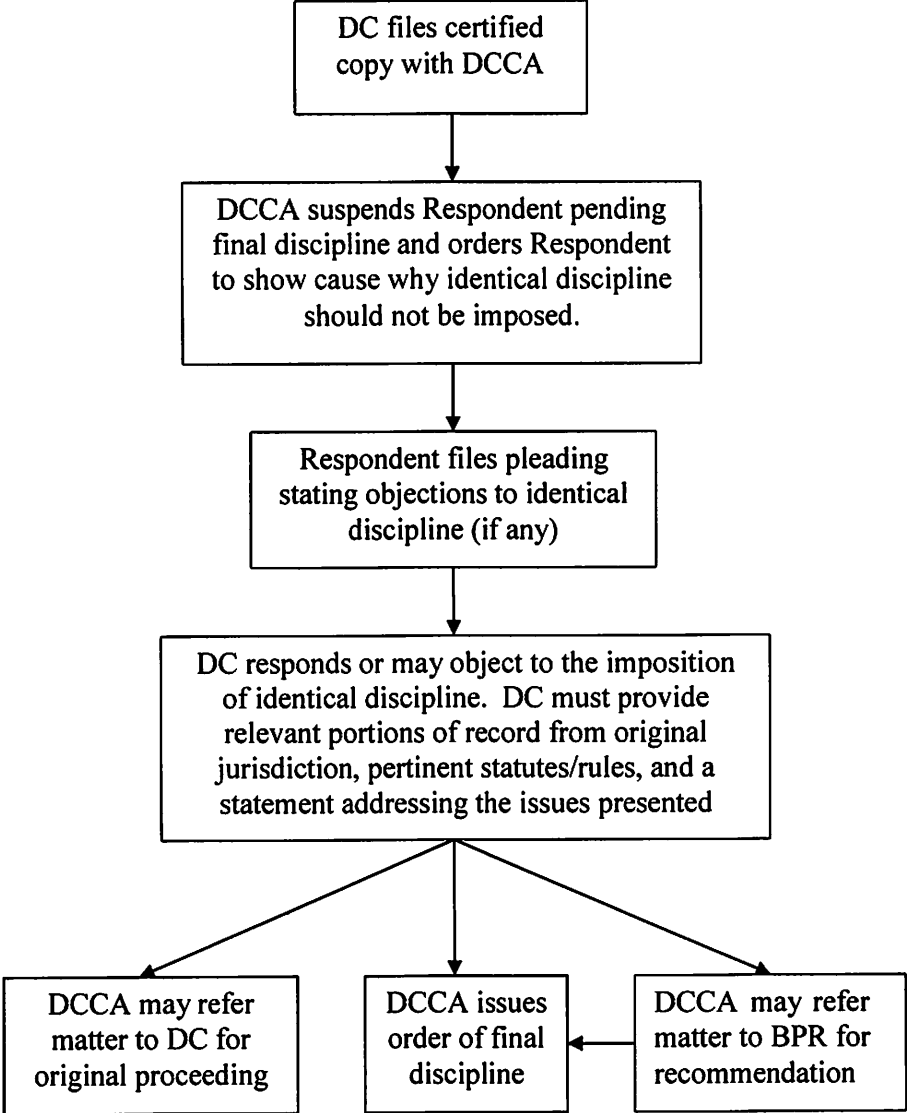 DC files certified
copy with DCCA
DCCA suspends Respondent pending
final discipline and orders Respondent
to show cause why identical discipline
should not be imposed.
Respondent files pleading
stating objections to identical
discipline (if any)
DC responds or may object to the imposition
of identical discipline. DC must provide
relevant portions of record from original
jurisdiction, pertinent statutes/rules, and a
statement addressing the issues presented
DCCA may refer
matter to DC for
original proceeding
DCCA issues
order of final
discipline
DCCA may refer
matter to BPR for
recommendation